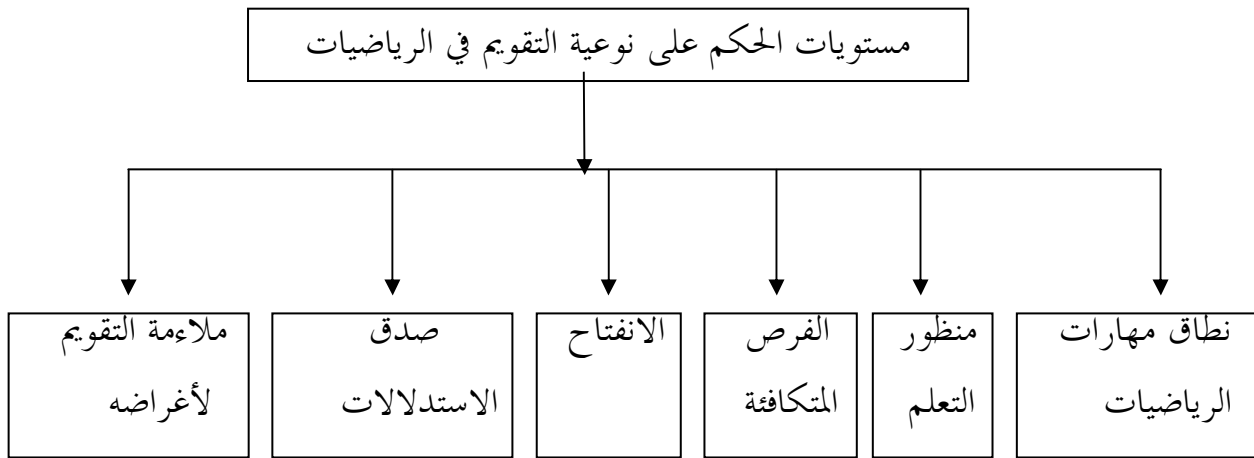 مستويات الحكم على نوعية التقويم في الرياضيات
نطاق مهارات
الرياضيات
منظور
التعلم
الفرص
المتكافئة
الانفتاح
صدق
الاستدلالات
ملاءمة التقويم
لأغراضه